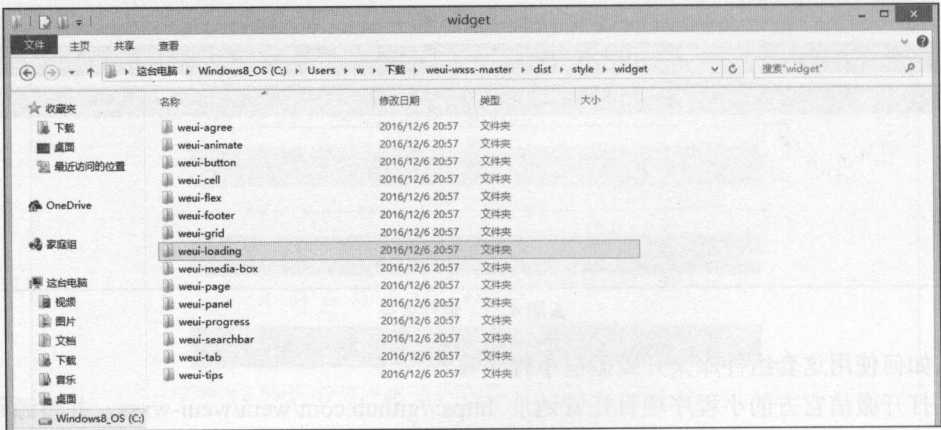 widget
文件 主页 共享 查看
这台电脑 Windows8_OS (C:) Users w 下载 weui-wxss-master dist style widget 搜索"widget"
名称 修改日期 类型 大小
收藏夹
下载
桌面
最近访问的位置
OneDrive
家庭组
这台电脑
视频
图片
文档
下载
音乐
桌面
Windows8_OS (C:)
weui-agree 2016/12/6 20:57 文件夹
weui-animate 2016/12/6 20:57 文件夹
weui-button 2016/12/6 20:57 文件夹
weui-cell 2016/12/6 20:57 文件夹
weui-flex 2016/12/6 20:57 文件夹
weui-footer 2016/12/6 20:57 文件夹
weui-grid 2016/12/6 20:57 文件夹
weui-loading 2016/12/6 20:57 文件夹
weui-media-box 2016/12/6 20:57 文件夹
weui-page 2016/12/6 20:57 文件夹
weui-panel 2016/12/6 20:57 文件夹
weui-progress 2016/12/6 20:57 文件夹
weui-searchbar 2016/12/6 20:57 文件夹
weui-tab 2016/12/6 20:57 文件夹
weui-tips 2016/12/6 20:57 文件夹